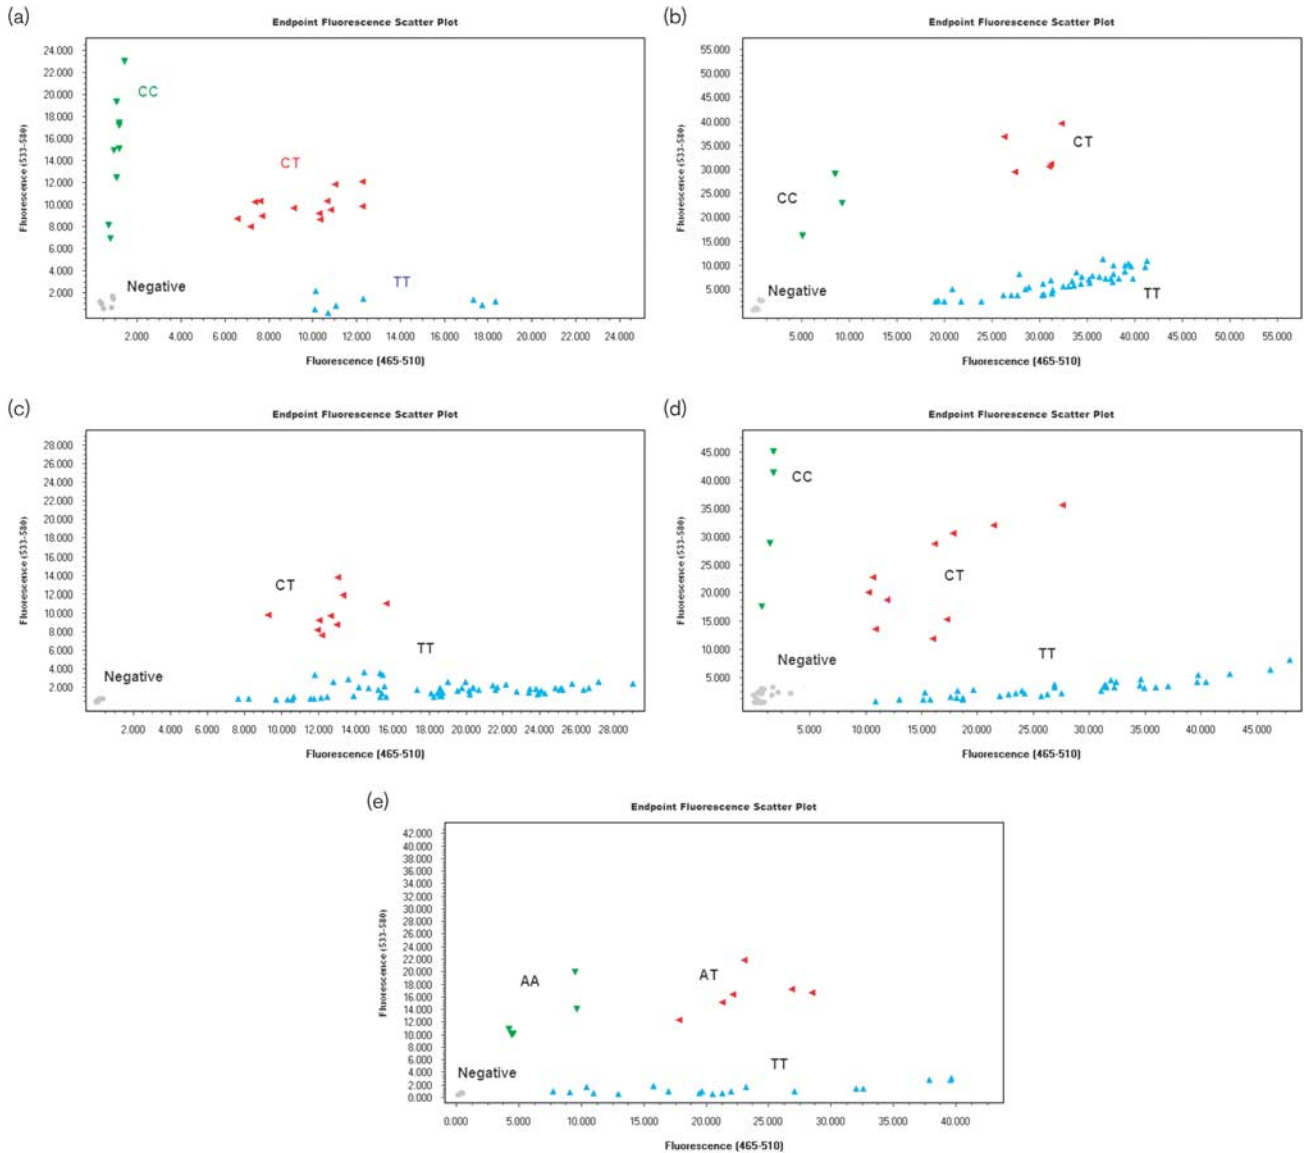 (a)
Endpoint Fluorescence Scatter Plot
24.000
22.000
20.000
18.000
16.000
14.000
12.000
10.000
8.000
6.000
4.000
2.000
Fluorescence (533-580)
CC
CT
TT
Negative
2.000 4.000 6.000 8.000 10.000 12.000 14.000 16.000 18.000 20.000 22.000 24.000
Fluorescence (465-510)
(b)
Endpoint Fluorescence Scatter Plot
55.000
50.000
45.000
40.000
35.000
30.000
25.000
20.000
15.000
10.000
5.000
Fluorescence (533-580)
CT
CC
Negative
TT
5.000 10.000 15.000 20.000 25.000 30.000 35.000 40.000 45.000 50.000 55.000
Fluorescence (465-510)
(c)
Endpoint Fluorescence Scatter Plot
28.000
26.000
24.000
22.000
20.000
18.000
16.000
14.000
12.000
10.000
8.000
6.000
4.000
2.000
Fluorescence (533-580)
CT
TT
Negative
2.000 4.000 6.000 8.000 10.000 12.000 14.000 16.000 18.000 20.000 22.000 24.000 26.000 28.000
Fluorescence (465-510)
(d)
Endpoint Fluorescence Scatter Plot
45.000
40.000
35.000
30.000
25.000
20.000
15.000
10.000
5.000
Fluorescence (533-580)
CC
CT
TT
Negative
5.000 10.000 15.000 20.000 25.000 30.000 35.000 40.000 45.000
Fluorescence (465-510)
(e)
Endpoint Fluorescence Scatter Plot
42.000
40.000
38.000
36.000
34.000
32.000
30.000
28.000
26.000
24.000
22.000
20.000
18.000
16.000
14.000
12.000
10.000
8.000
6.000
4.000
2.000
0.000
Fluorescence (533-580)
AA
AT
TT
Negative
0.000 5.000 10.000 15.000 20.000 25.000 30.000 35.000 40.000
Fluorescence (465-510)